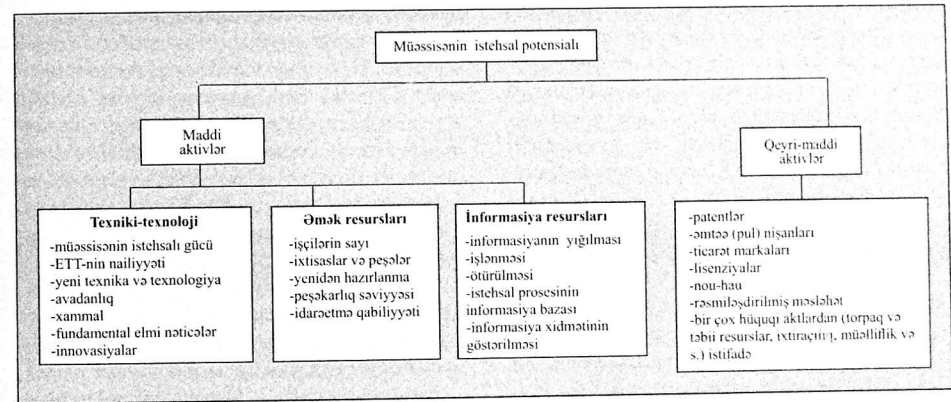 Müəssisənin istehsal potensialı
Maddi
aktivlər
Qeyri-maddi
aktivlər
Texniki-texnoloji
-müəssisənin istehsalı gücü
-ETT-nin nailiyyəti
-yeni texnika və texnologiya
-avadanlıq
-xammal
-fundamental elmi nəticələr
-innovasiyalar
Əmək resursları
-işçilərin sayı
-ixtisaslar və peşələr
-yenidən hazırlanma
-peşəkarlıq səviyyəsi
-idarəetmə qabiliyyəti
İnformasiya resursları
-informasiyanın yığılması
-işlənməsi
-ötürülməsi
-istehsal prosesinin
informasiya bazası
-informasiya xidmətinin
göstərilməsi
-patentlər
-əmtəə (pul) nişanları
-ticarət markaları
-lisenziyalar
-nou-hau
-rəsmiləşdirilmiş məsləhət
-bir çox hüquqi aktlardan (torpaq və
təbii resurslar, ixtiraçılıq, müəlliflik və
s.) istifadə